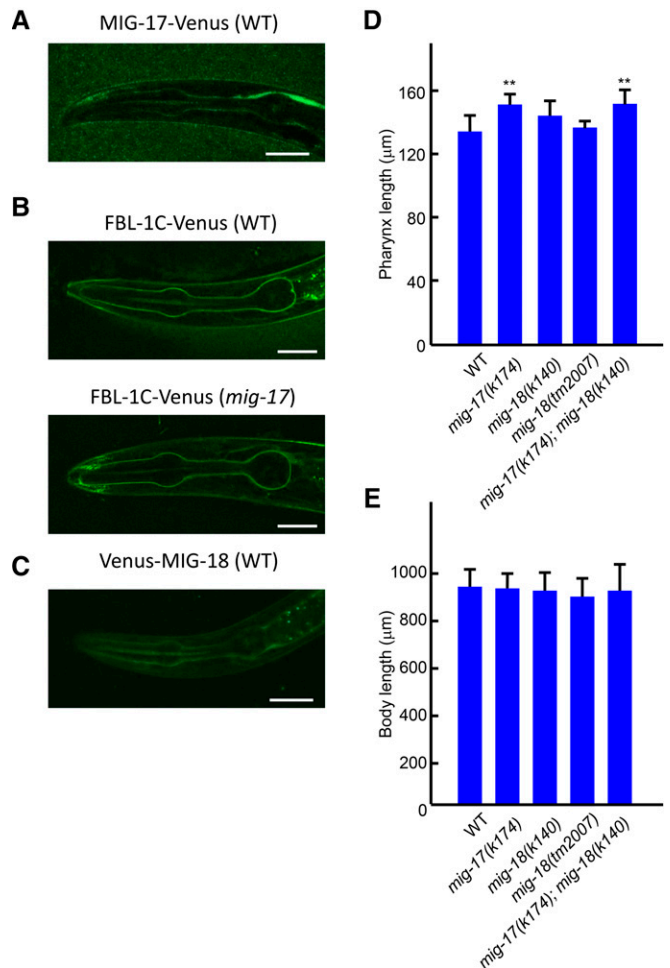 A
MIG-17-Venus (WT)
B
FBL-1C-Venus (WT)
FBL-1C-Venus (mig-17)
C
Venus-MIG-18 (WT)
D
Pharynx length (μm)
160
120
80
40
0
**
**
WT
mig-17(k174)
mig-18(k140)
mig-18(tm2007)
mig-17(k174); mig-18(k140)
E
Body length (μm)
1000
800
600
400
200
0
WT
mig-17(k174)
mig-18(k140)
mig-18(tm2007)
mig-17(k174); mig-18(k140)